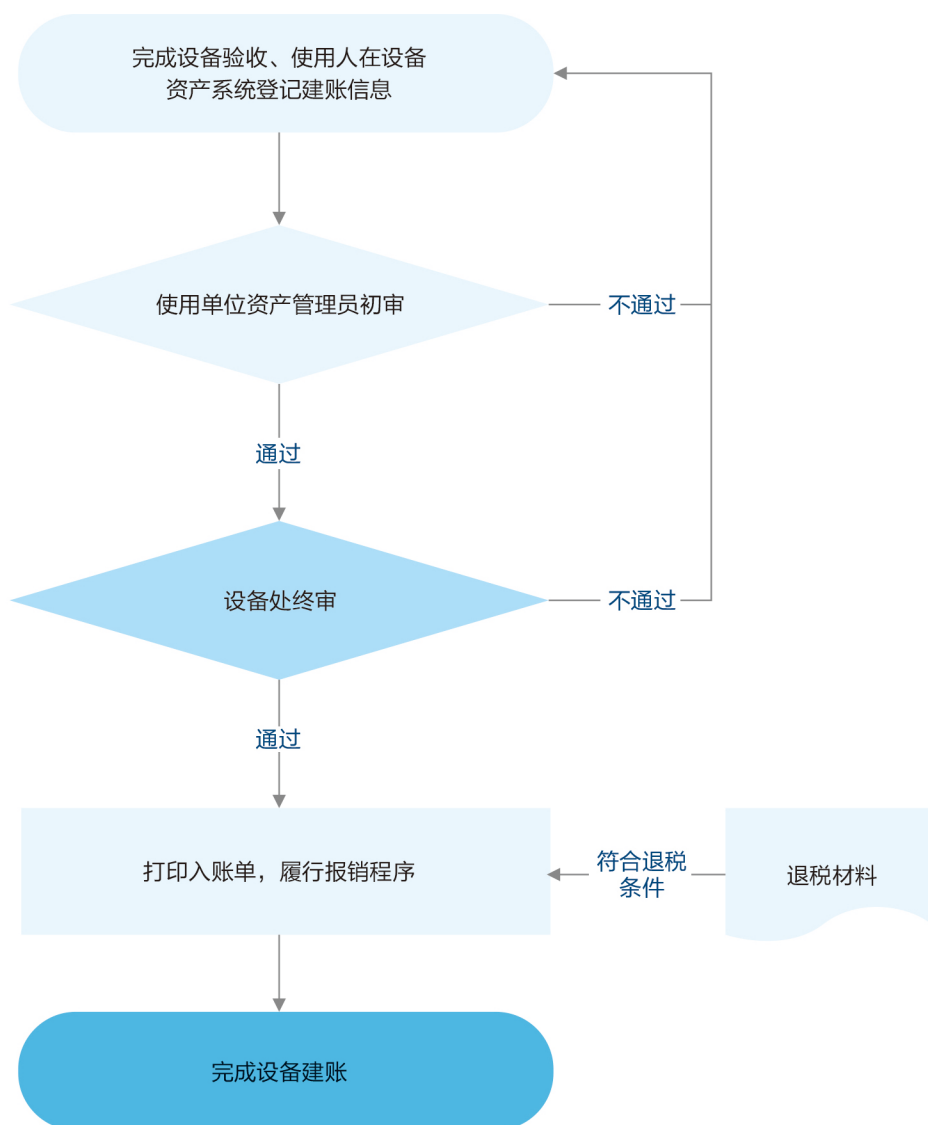 完成设备验收、使用人在设备
资产系统登记建账信息
使用单位资产管理员初审
不通过
通过
设备处终审
不通过
通过
打印入账单，履行报销程序
符合退税
条件
退税材料
完成设备建账